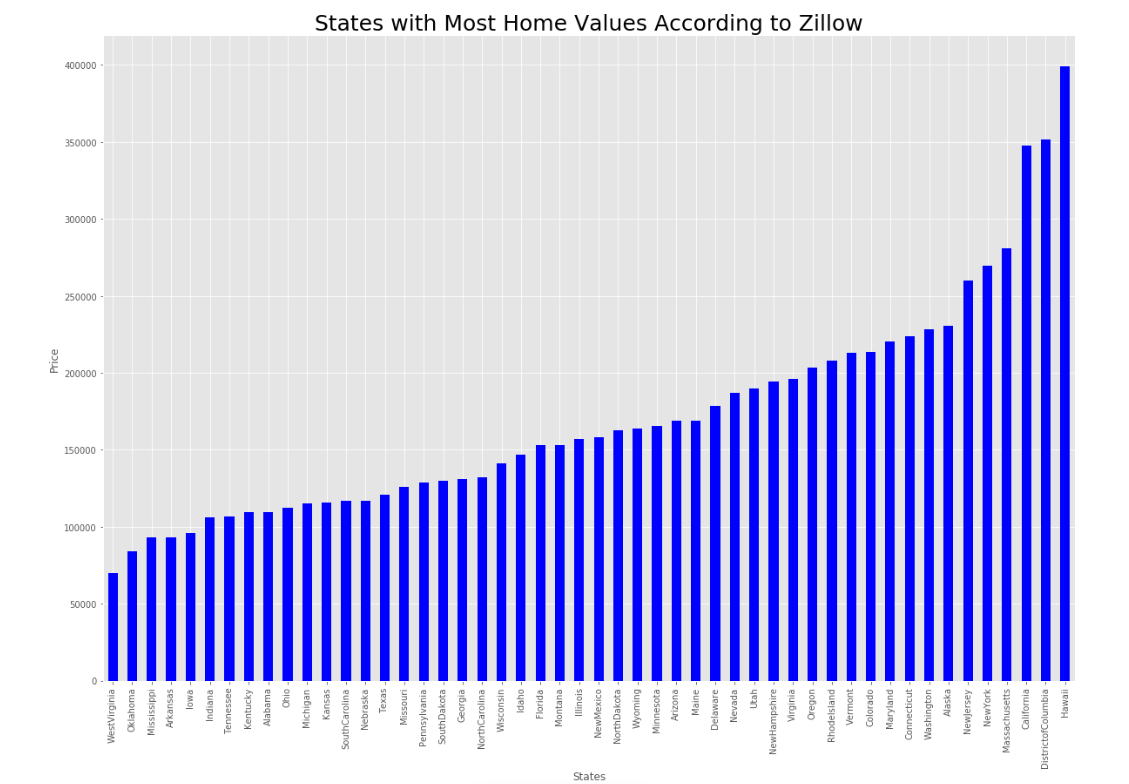 States with Most Home Values According to Zillow
400000
350000
300000
250000
200000
150000
100000
50000
0
Price
WestVirginia
Oklahoma
Mississippi
Arkansas
Iowa
Indiana
Tennessee
Kentucky
Alabama
Ohio
Michigan
Kansas
SouthCarolina
Nebraska
Texas
Missouri
Pennsylvania
SouthDakota
Georgia
NorthCarolina
Wisconsin
Idaho
Florida
Montana
Illinois
NewMexico
NorthDakota
Wyoming
Minnesota
Arizona
Maine
Delaware
Nevada
Utah
NewHampshire
Virginia
Oregon
RhodeIsland
Vermont
Colorado
Maryland
Connecticut
Washington
Alaska
NewJersey
NewYork
Massachusetts
California
DistrictofColumbia
Hawaii
States